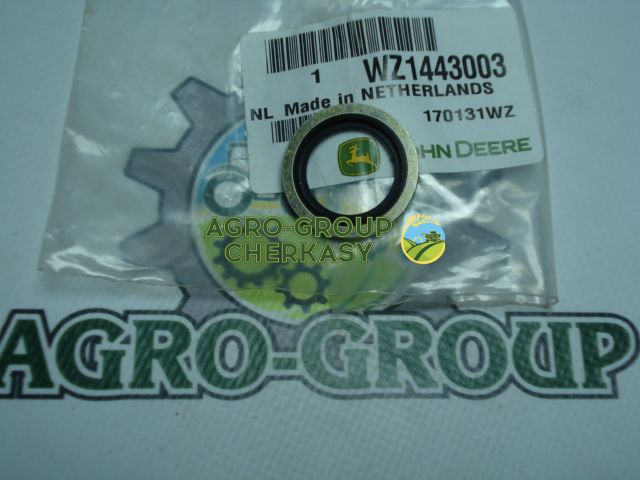 1 WZ1443003
NL Made in NETHERLANDS
170131WZ
HN DEERE
AGRO-GROUP
CHERKASY
AGRO-GROUP